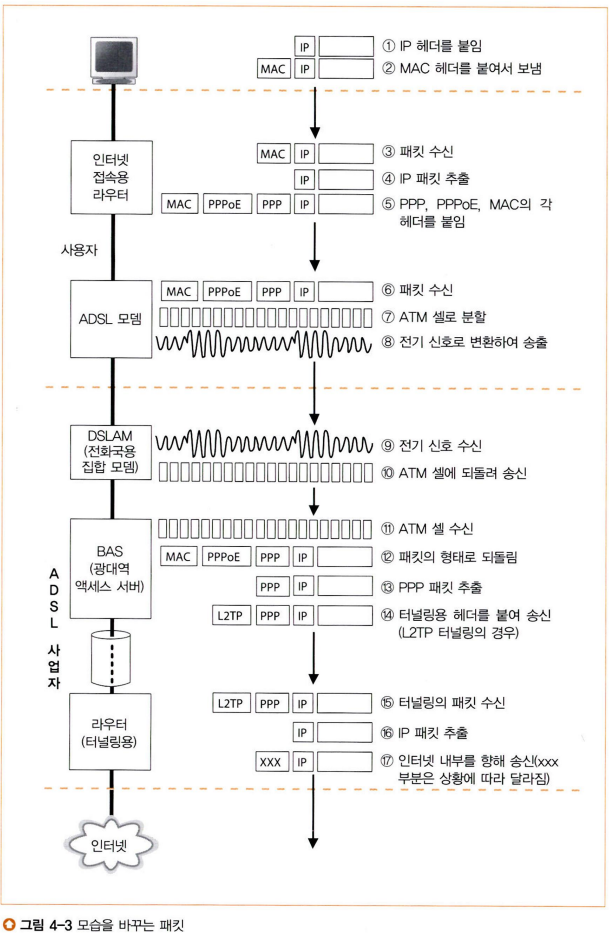 IP
① IP 헤더를 붙임
MAC IP
② MAC 헤더를 붙여서 보냄
인터넷
접속용
라우터
MAC IP
③ 패킷 수신
IP
④ IP 패킷 추출
MAC PPPoE PPP IP
⑤ PPP, PPPoE, MAC의 각
헤더를 붙임
사용자
ADSL 모뎀
MAC PPPoE PPP IP
⑥ 패킷 수신
⑦ ATM 셀로 분할
⑧ 전기 신호로 변환하여 송출
DSLAM
(전화국용
집합 모뎀)
⑨ 전기 신호 수신
⑩ ATM 셀에 되돌려 송신
ADSL 사업자
BAS
(광대역
액세스 서버)
⑪ ATM 셀 수신
MAC PPPoE PPP IP
⑫ 패킷의 형태로 되돌림
PPP IP
⑬ PPP 패킷 추출
L2TP PPP IP
⑭ 터널링용 헤더를 붙여 송신
(L2TP 터널링의 경우)
라우터
(터널링용)
L2TP PPP IP
⑮ 터널링의 패킷 수신
IP
⑯ IP 패킷 추출
XXX IP
⑰ 인터넷 내부를 향해 송신(xxx
부분은 상황에 따라 달라짐)
인터넷
그림 4-3 모습을 바꾸는 패킷